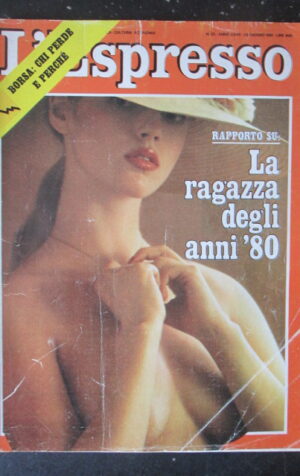 L'Espresso
BORSA: CHI PERDE
E PERCHÉ
RAPPORTO SU:
La
ragazza
degli
anni '80